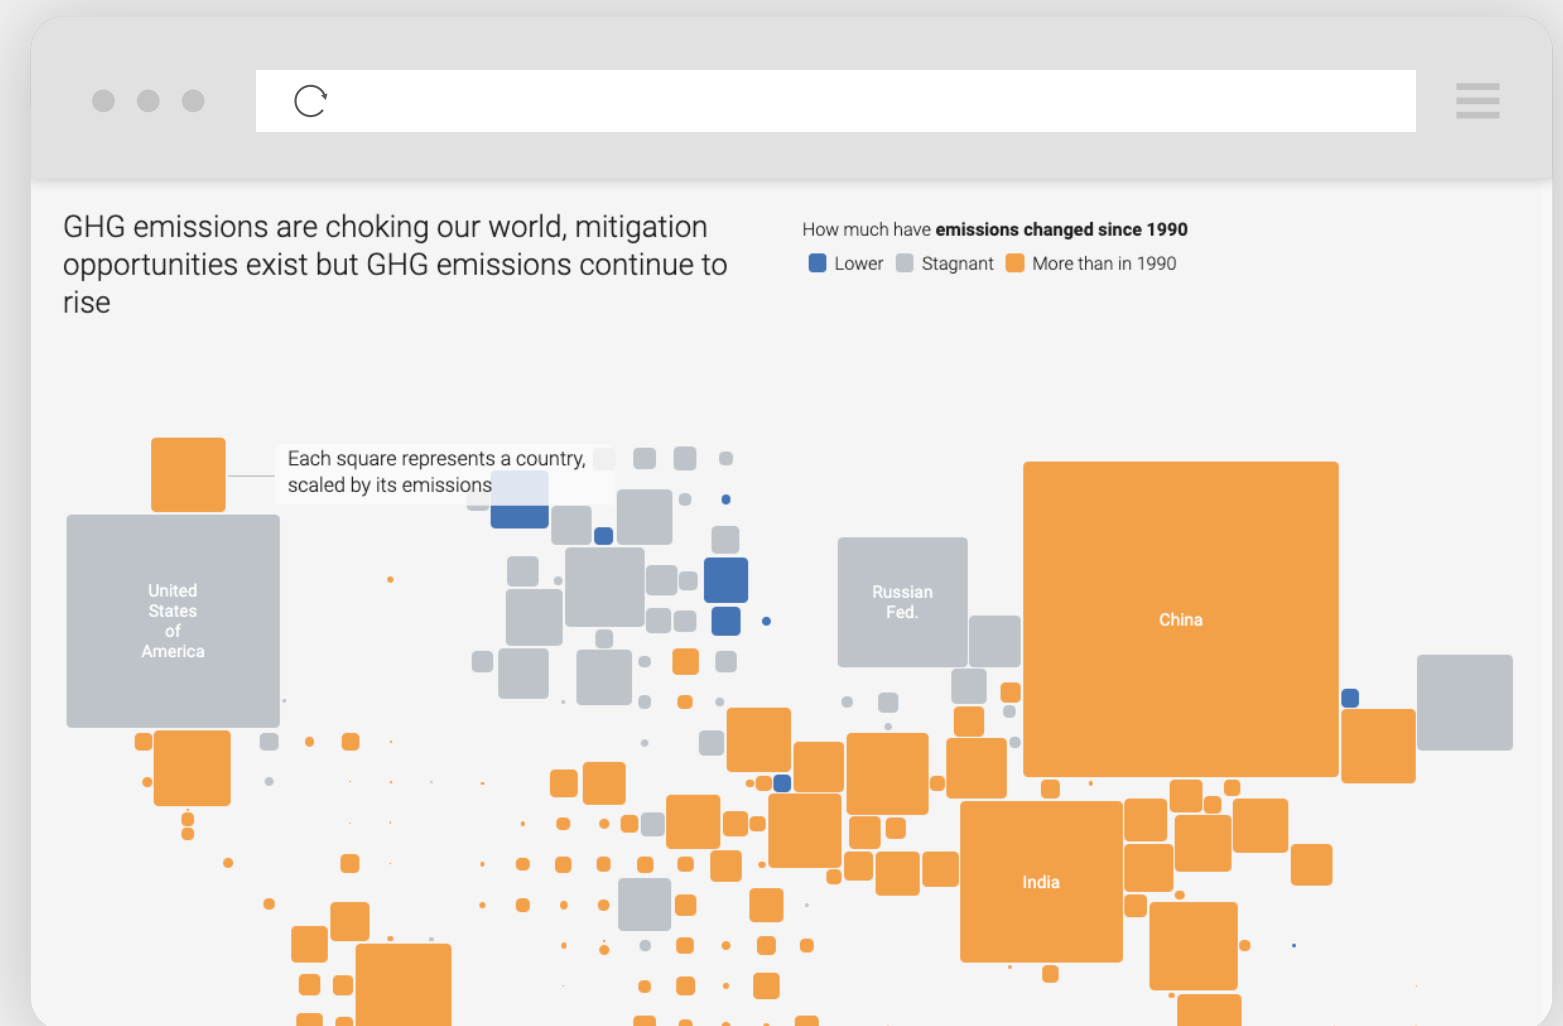 GHG emissions are choking our world, mitigation
opportunities exist but GHG emissions continue to
rise
How much have emissions changed since 1990
Lower Stagnant More than in 1990
Each square represents a country,
scaled by its emissions
United
States
of
America
Russian
Fed.
China
India